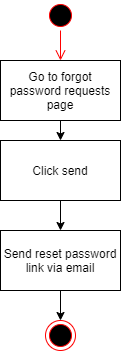 Go to forgot
password requests
page
Click send
Send reset password
link via email